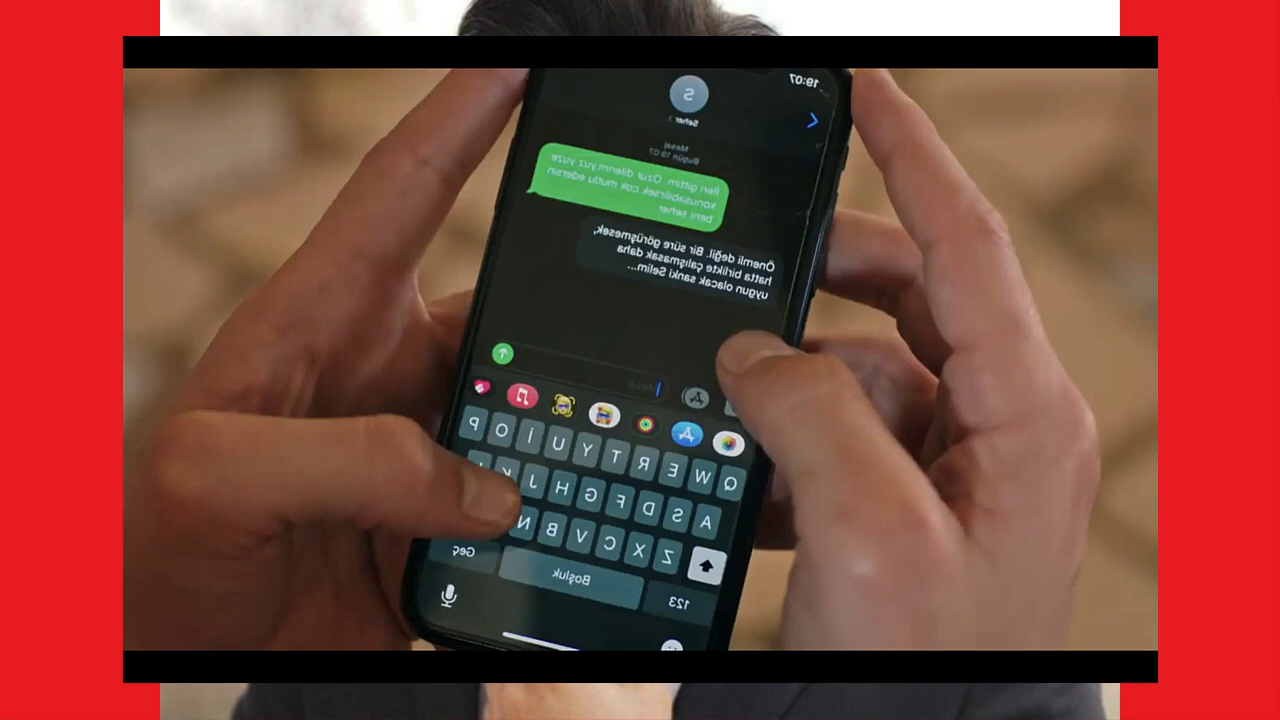 19:07
S
Seher
Mesaj
Bugün 19:07
İleri gittim. Ozur dilerim.yuz yuze
konusabilirsek cok mutlu edersin
beni seher
Önemli değil. Bir süre görüşmesek,
hatta birlikte çalışmasak daha
uygun olacak sanki Selim...
Q W E R T Y U I O P
A S D F G H J K
Z X C V B N
123 Boşluk Geç